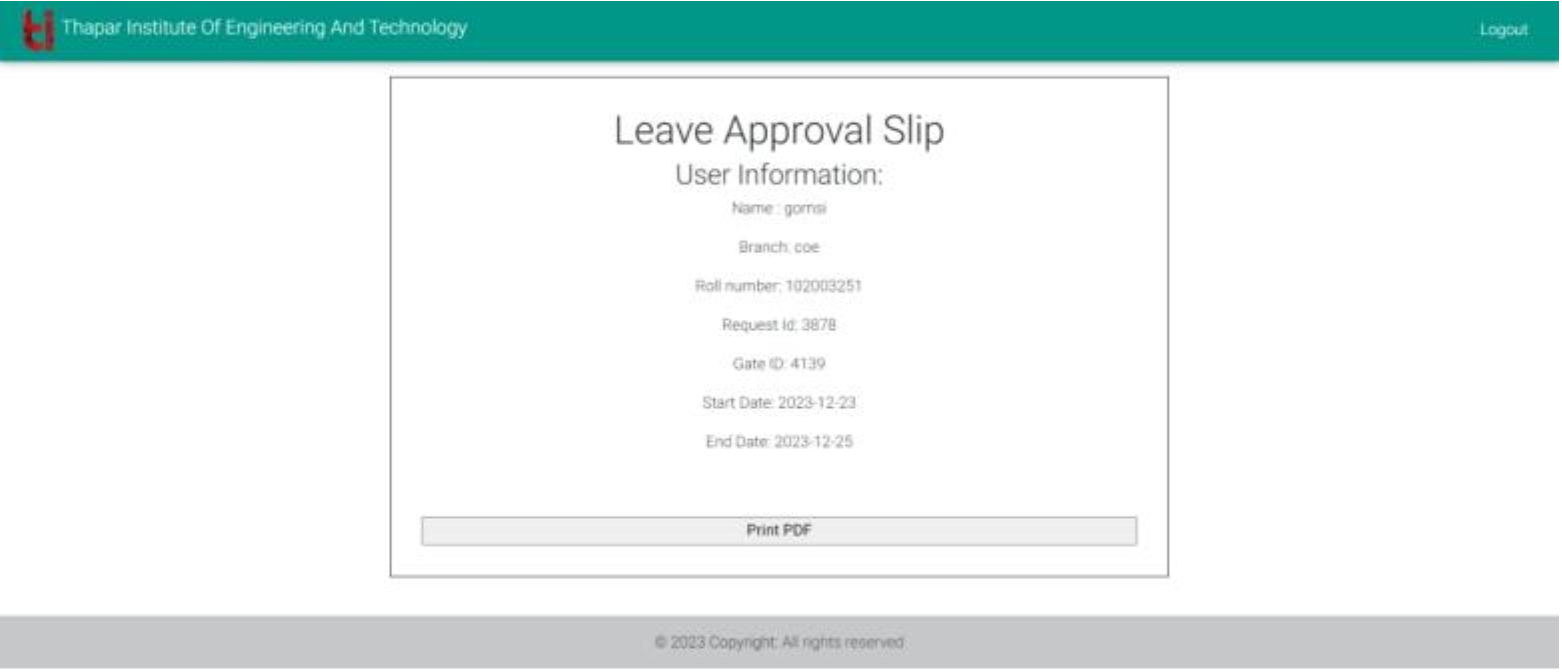 ti Thapar Institute Of Engineering And Technology
Logout
Leave Approval Slip
User Information:
Name : gomsi
Branch: coe
Roll number: 102003251
Request Id: 3878
Gate ID: 4139
Start Date: 2023-12-23
End Date: 2023-12-25
Print PDF
© 2023 Copyright: All rights reserved